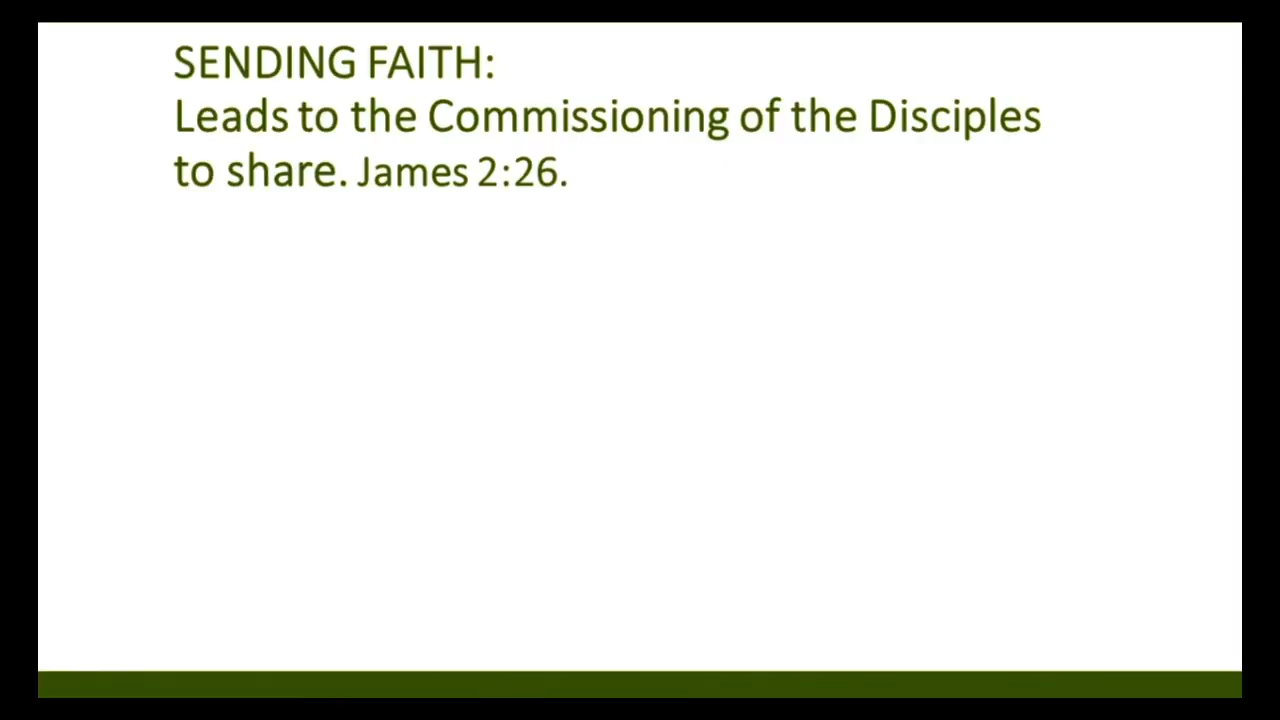 SENDING FAITH:
Leads to the Commissioning of the Disciples
to share. James 2:26.